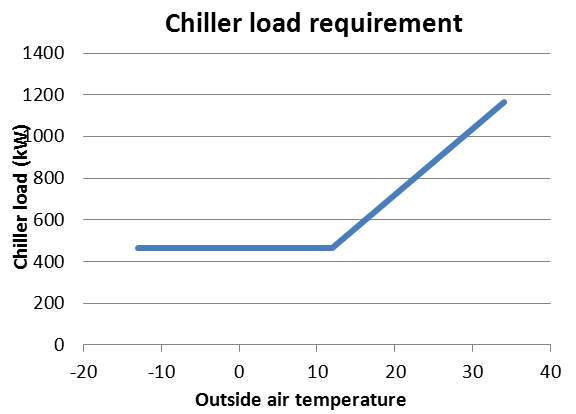 Chiller load requirement
1400
1200
1000
800
600
400
200
0
Chiller load (kW)
-20 -10 0 10 20 30 40
Outside air temperature